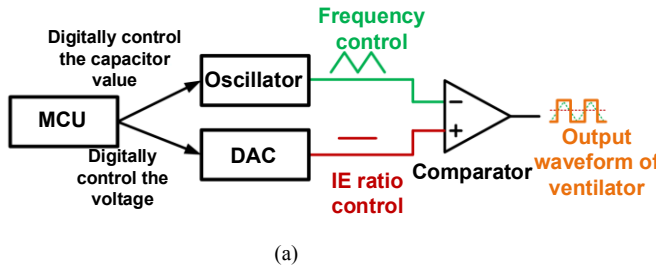 Digitally control
the capacitor
value
MCU
Digitally
control the
voltage
Oscillator
DAC
Frequency
control
IE ratio
control
−
+
Comparator
Output
waveform of
ventilator
(a)